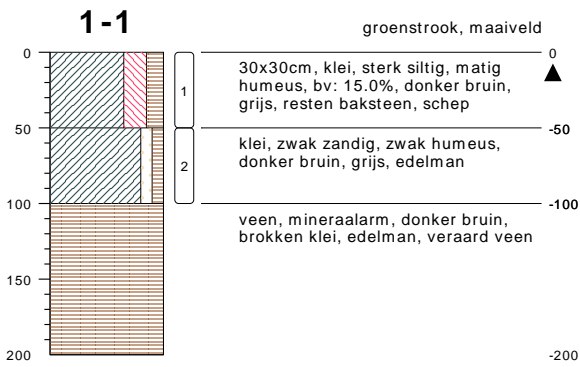 1-1
groenstrook, maaiveld
0
0
30x30cm, klei, sterk siltig, matig
humeus, bv: 15.0%, donker bruin,
grijs, resten baksteen, schep
1
50
-50
klei, zwak zandig, zwak humeus,
donker bruin, grijs, edelman
2
100
-100
veen, mineraalarm, donker bruin,
brokken klei, edelman, veraard veen
150
200
-200